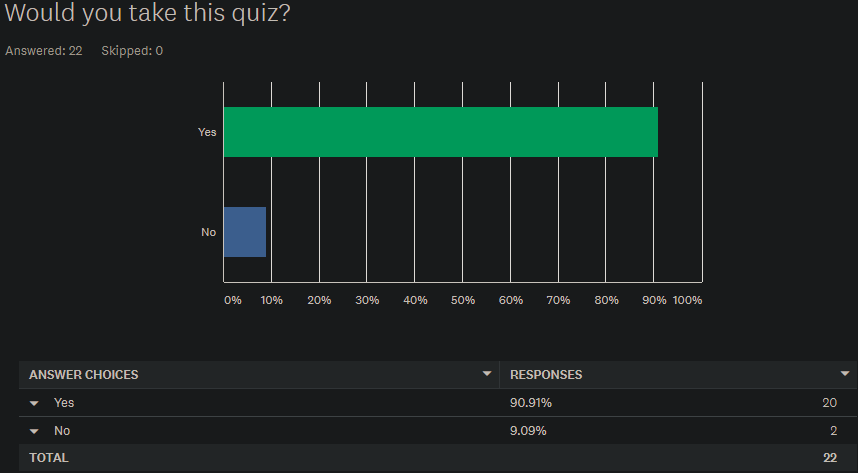 Would you take this quiz?
Answered: 22 Skipped: 0
Yes
No
0% 10% 20% 30% 40% 50% 60% 70% 80% 90% 100%
ANSWER CHOICES RESPONSES
Yes 90.91% 20
No 9.09% 2
TOTAL 22